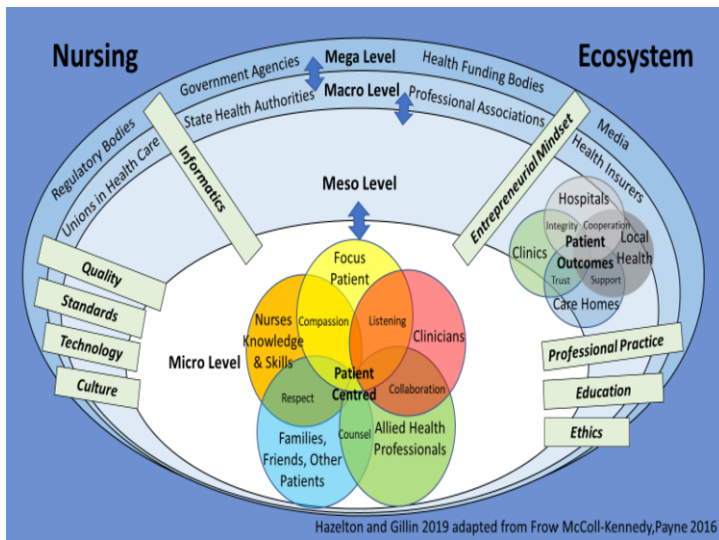 Nursing
Ecosystem
Mega Level
Government Agencies
Health Funding Bodies
Regulatory Bodies
Media
Macro Level
State Health Authorities
Professional Associations
Unions in Health Care
Health Insurers
Informatics
Entrepreneurial Mindset
Meso Level
Hospitals
Integrity
Cooperation
Clinics
Patient
Outcomes
Local
Health
Trust
Support
Care Homes
Quality
Standards
Technology
Culture
Professional Practice
Education
Ethics
Micro Level
Focus
Patient
Compassion
Listening
Nurses
Knowledge
& Skills
Clinicians
Patient
Centred
Respect
Collaboration
Counsel
Families,
Friends, Other
Patients
Allied Health
Professionals
Hazelton and Gillin 2019 adapted from Frow McColl-Kennedy,Payne 2016